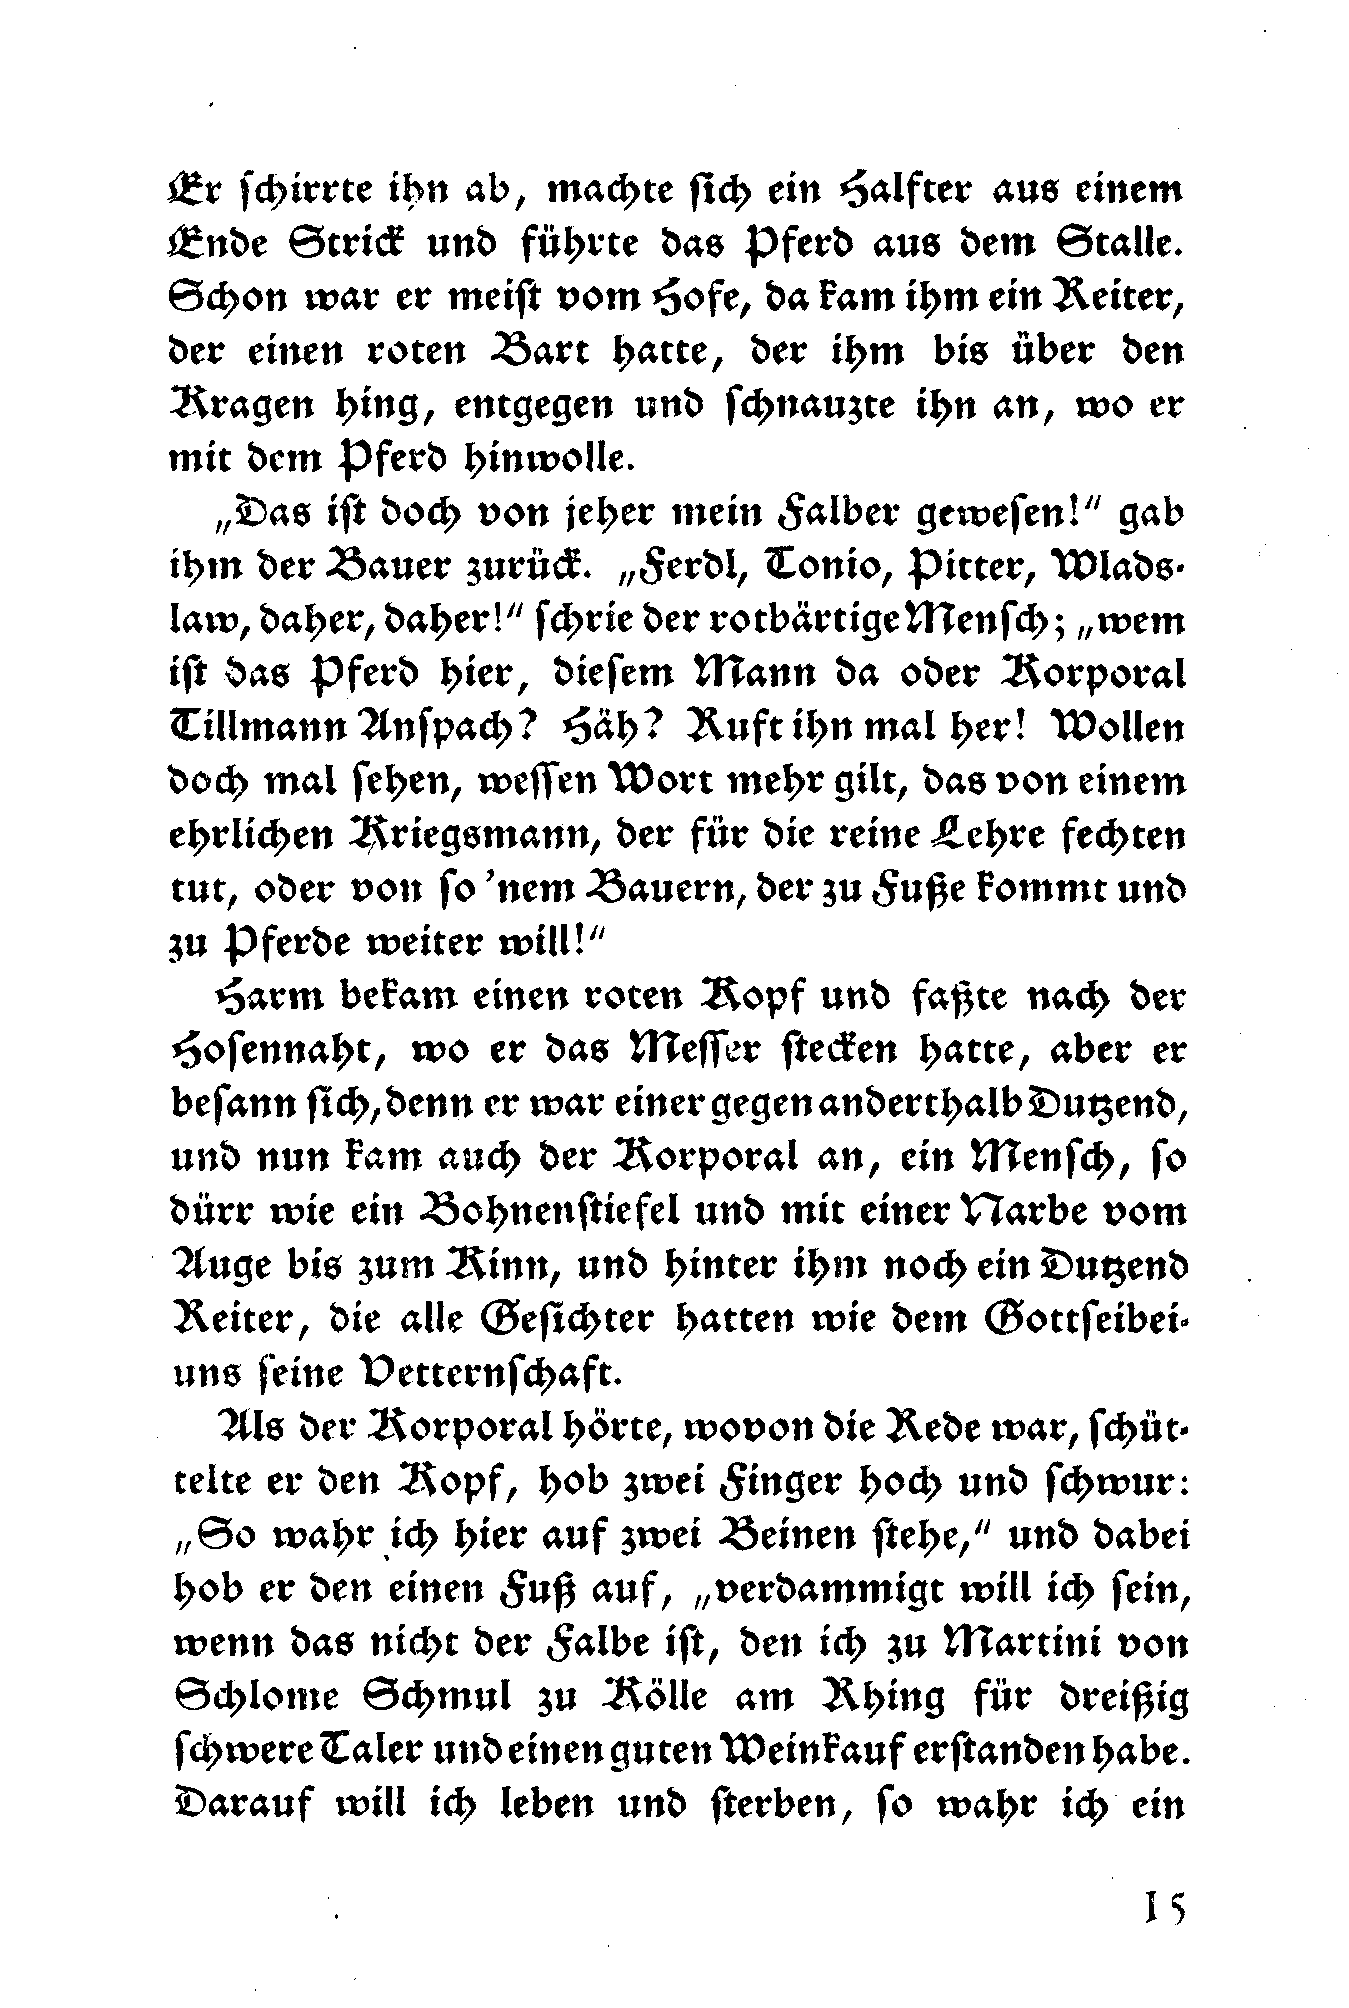 Er schirrte ihn ab, machte sich ein Halfter aus einem
Ende Strick und führte das Pferd aus dem Stalle.
Schon war er meist vom Hofe, da kam ihm ein Reiter,
der einen roten Bart hatte, der ihm bis über den
Kragen hing, entgegen und schnauzte ihn an, wo er
mit dem Pferd hinwolle.
„Das ist doch von jeher mein Falber gewesen!“ gab
ihm der Bauer zurück. „Ferdl, Tonio, Pitter, Wlads-
law, daher, daher!“ schrie der rotbärtige Mensch; „wem
ist das Pferd hier, diesem Mann da oder Korporal
Tillmann Anspach? Häh? Ruft ihn mal her! Wollen
doch mal sehen, wessen Wort mehr gilt, das von einem
ehrlichen Kriegsmann, der für die reine Lehre fechten
tut, oder von so 'nem Bauern, der zu Fuße kommt und
zu Pferde weiter will!“
Harm bekam einen roten Kopf und faßte nach der
Hosennaht, wo er das Messer stecken hatte, aber er
besann sich, denn er war einer gegen anderthalb Dutzend,
und nun kam auch der Korporal an, ein Mensch, so
dürr wie ein Bohnenstiefel und mit einer Narbe vom
Auge bis zum Kinn, und hinter ihm noch ein Dutzend
Reiter, die alle Gesichter hatten wie dem Gottseibei-
uns seine Vetternschaft.
Als der Korporal hörte, wovon die Rede war, schüt-
telte er den Kopf, hob zwei Finger hoch und schwur:
„So wahr ich hier auf zwei Beinen stehe,“ und dabei
hob er den einen Fuß auf, „verdammigt will ich sein,
wenn das nicht der Falbe ist, den ich zu Martini von
Schlome Schmul zu Kölle am Rhing für dreißig
schwere Taler und einen guten Weinkauf erstanden habe.
Darauf will ich leben und sterben, so wahr ich ein
15